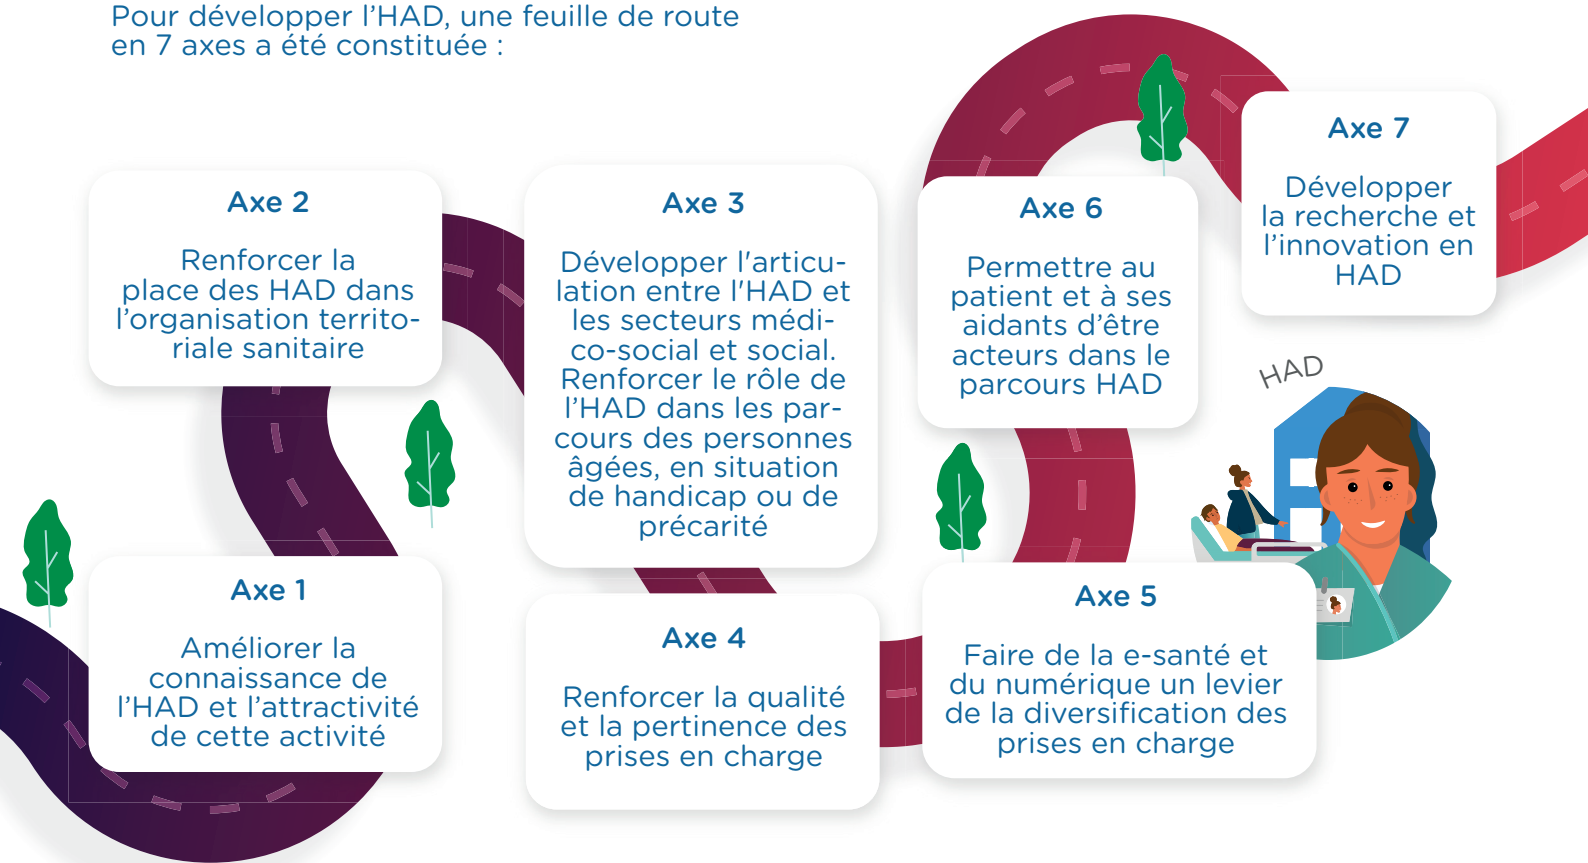 Pour développer l’HAD, une feuille de route
en 7 axes a été constituée :
Axe 1
Améliorer la
connaissance de
l’HAD et l’attractivité
de cette activité
Axe 2
Renforcer la
place des HAD dans
l’organisation territo-
riale sanitaire
Axe 3
Développer l'articu-
lation entre l'HAD et
les secteurs médi-
co-social et social.
Renforcer le rôle de
l’HAD dans les par-
cours des personnes
âgées, en situation
de handicap ou de
précarité
Axe 4
Renforcer la qualité
et la pertinence des
prises en charge
Axe 5
Faire de la e-santé et
du numérique un levier
de la diversification des
prises en charge
Axe 6
Permettre au
patient et à ses
aidants d’être
acteurs dans le
parcours HAD
Axe 7
Développer
la recherche et
l’innovation en
HAD
HAD